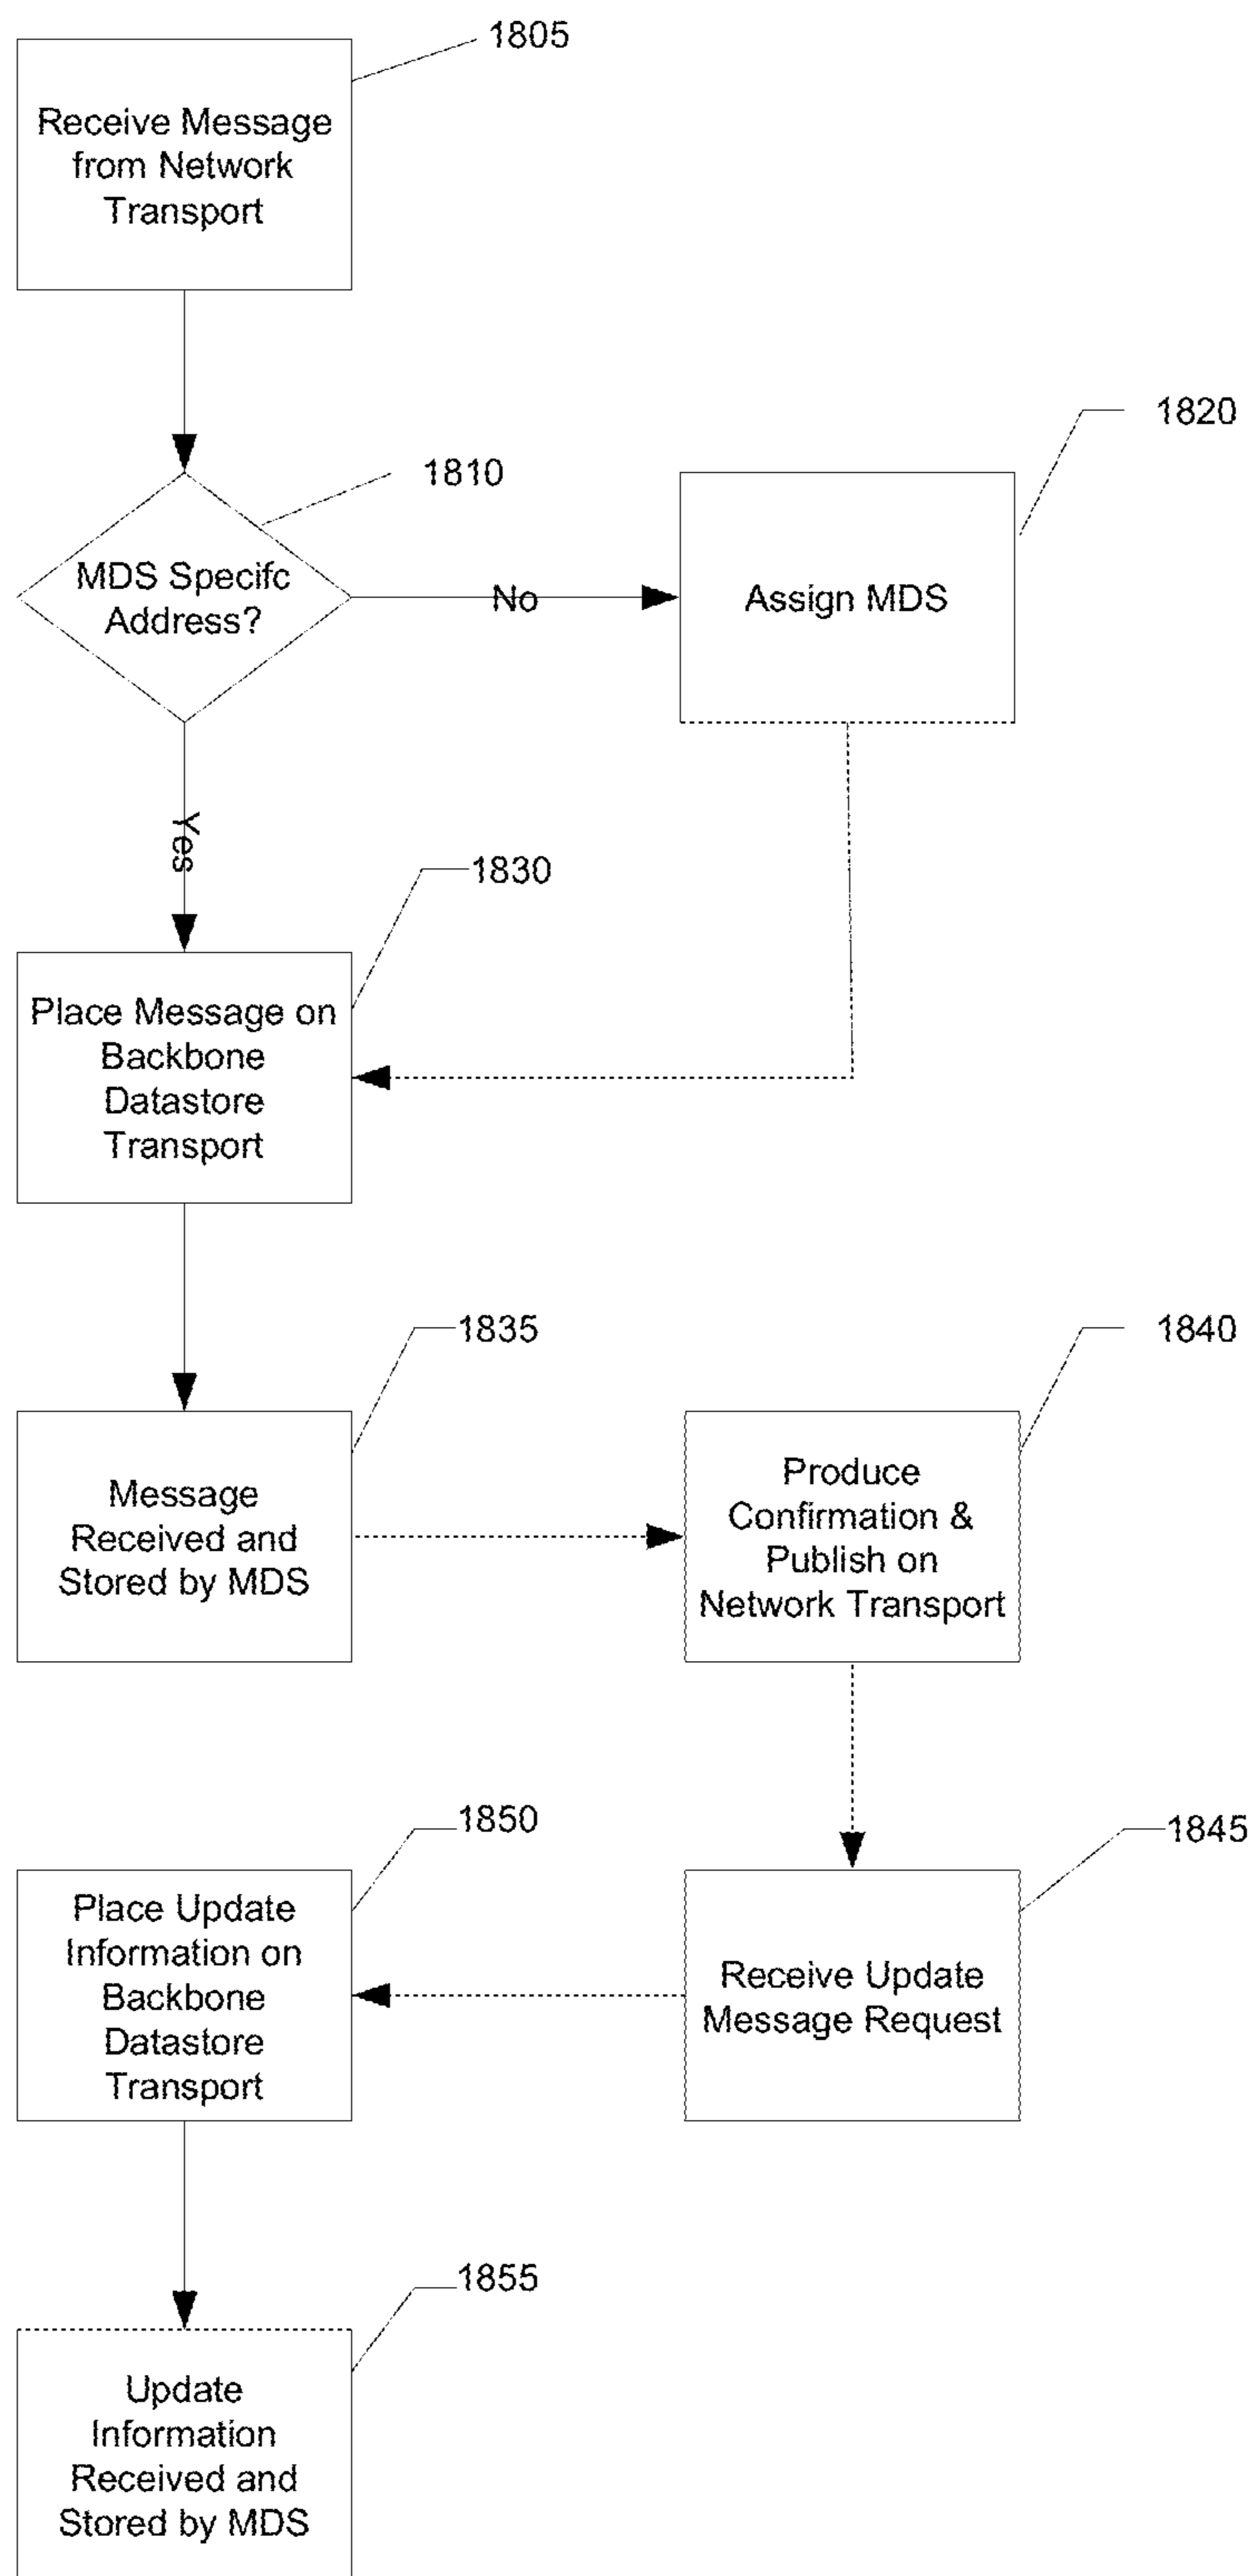 1805
Receive Message
from Network
Transport
1810
MDS Specifc
Address?
No
1820
Assign MDS
Yes
1830
Place Message on
Backbone
Datastore
Transport
1835
Message
Received and
Stored by MDS
1840
Produce
Confirmation &
Publish on
Network Transport
1845
Receive Update
Message Request
1850
Place Update
Information on
Backbone
Datastore
Transport
1855
Update
Information
Received and
Stored by MDS